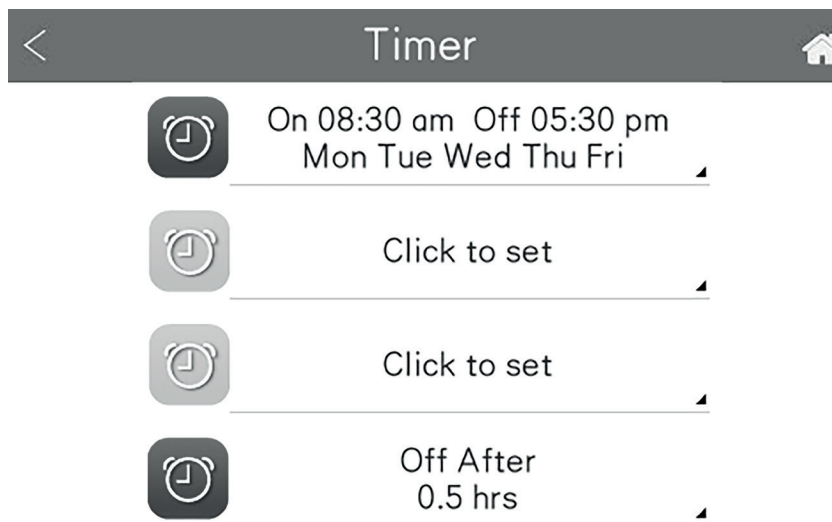 Timer
On 08:30 am Off 05:30 pm
Mon Tue Wed Thu Fri
Click to set
Click to set
Off After
0.5 hrs